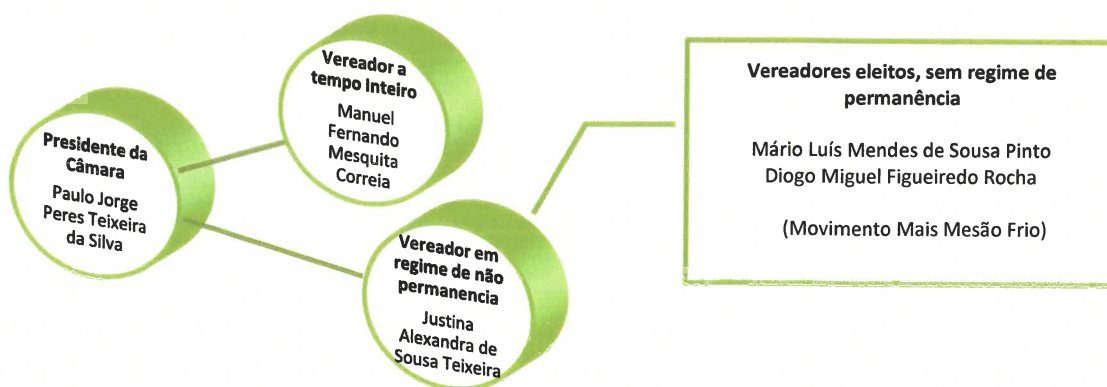 Presidente da
Câmara
Paulo Jorge
Peres Teixeira
da Silva
Vereador a
tempo Inteiro
Manuel
Fernando
Mesquita
Correia
Vereador em
regime de não
permanencia
Justina
Alexandra de
Sousa Teixeira
Vereadores eleitos, sem regime de
permanência
Mário Luís Mendes de Sousa Pinto
Diogo Miguel Figueiredo Rocha
(Movimento Mais Mesão Frio)